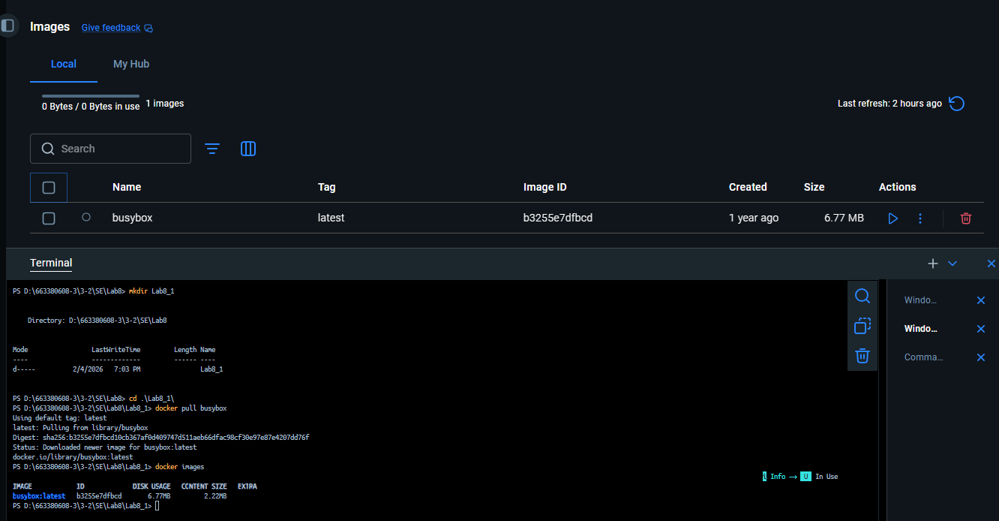 Images Give feedback
Local My Hub
0 Bytes / 0 Bytes in use 1 images Last refresh: 2 hours ago
Search
Name Tag Image ID Created Size Actions
busybox latest b3255e7dfbcd 1 year ago 6.77 MB
Terminal
PS D:\663380608-3\3-2\SE\Lab8> mkdir Lab8_1
Directory: D:\663380608-3\3-2\SE\Lab8
Mode LastWriteTime Length Name
---- ------------- ------ ----
d----- 2/4/2026 7:03 PM Lab8_1
PS D:\663380608-3\3-2\SE\Lab8> cd .\Lab8_1\
PS D:\663380608-3\3-2\SE\Lab8\Lab8_1> docker pull busybox
Using default tag: latest
latest: Pulling from library/busybox
Digest: sha256:b3255e7dfbcd10cb367af0d409747d511aeb66dfac98cf30e97e87e4207dd76f
Status: Downloaded newer image for busybox:latest
docker.io/library/busybox:latest
PS D:\663380608-3\3-2\SE\Lab8\Lab8_1> docker images
i Info → U In Use
IMAGE ID DISK USAGE CONTENT SIZE EXTRA
busybox:latest b3255e7dfbcd 6.77MB 2.22MB
PS D:\663380608-3\3-2\SE\Lab8\Lab8_1>
Windo...
Windo...
Comma...